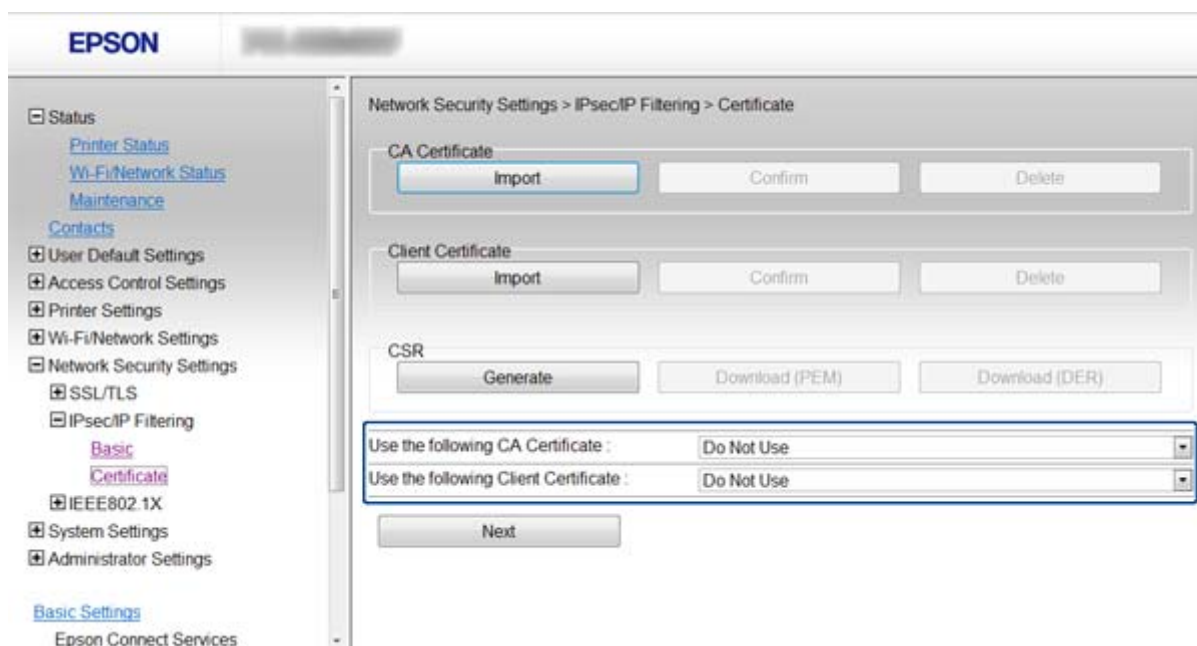 EPSON
Status
Printer Status
Wi-Fi/Network Status
Maintenance
Contacts
User Default Settings
Access Control Settings
Printer Settings
Wi-Fi/Network Settings
Network Security Settings
SSL/TLS
IPsec/IP Filtering
Basic
Certificate
IEEE802.1X
System Settings
Administrator Settings
Basic Settings
Epson Connect Services
Network Security Settings > IPsec/IP Filtering > Certificate
CA Certificate
Import Confirm Delete
Client Certificate
Import Confirm Delete
CSR
Generate Download (PEM) Download (DER)
Use the following CA Certificate : Do Not Use
Use the following Client Certificate : Do Not Use
Next